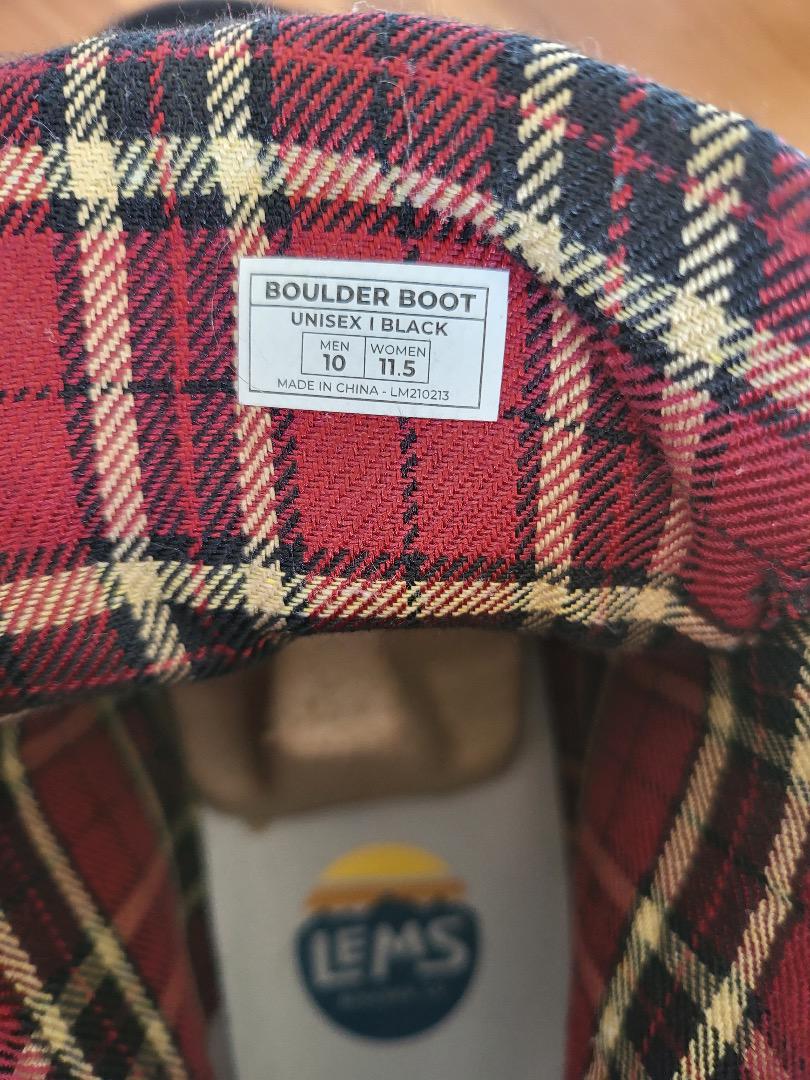 BOULDER BOOT
UNISEX | BLACK
MEN WOMEN
10 11.5
MADE IN CHINA - LM210213
LEMS